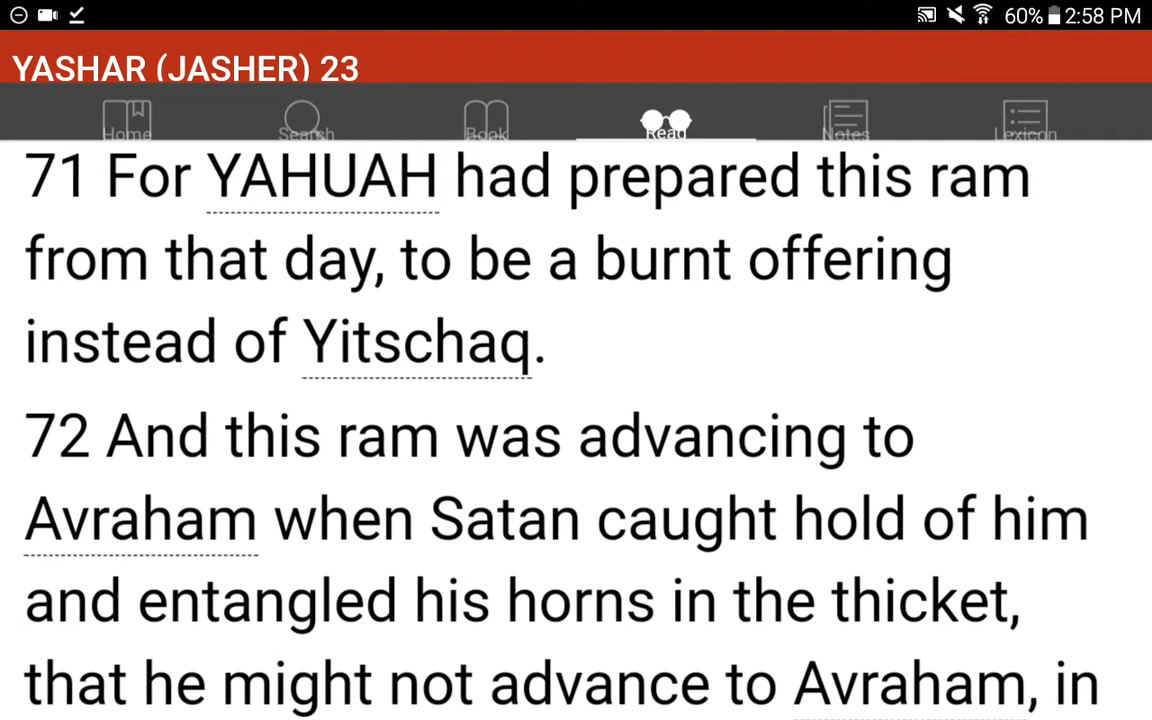 60% 2:58 PM
YASHAR (JASHER) 23
Home Search Book Read Notes Lexicon
71 For YAHUAH had prepared this ram
from that day, to be a burnt offering
instead of Yitschaq.
72 And this ram was advancing to
Avraham when Satan caught hold of him
and entangled his horns in the thicket,
that he might not advance to Avraham, in